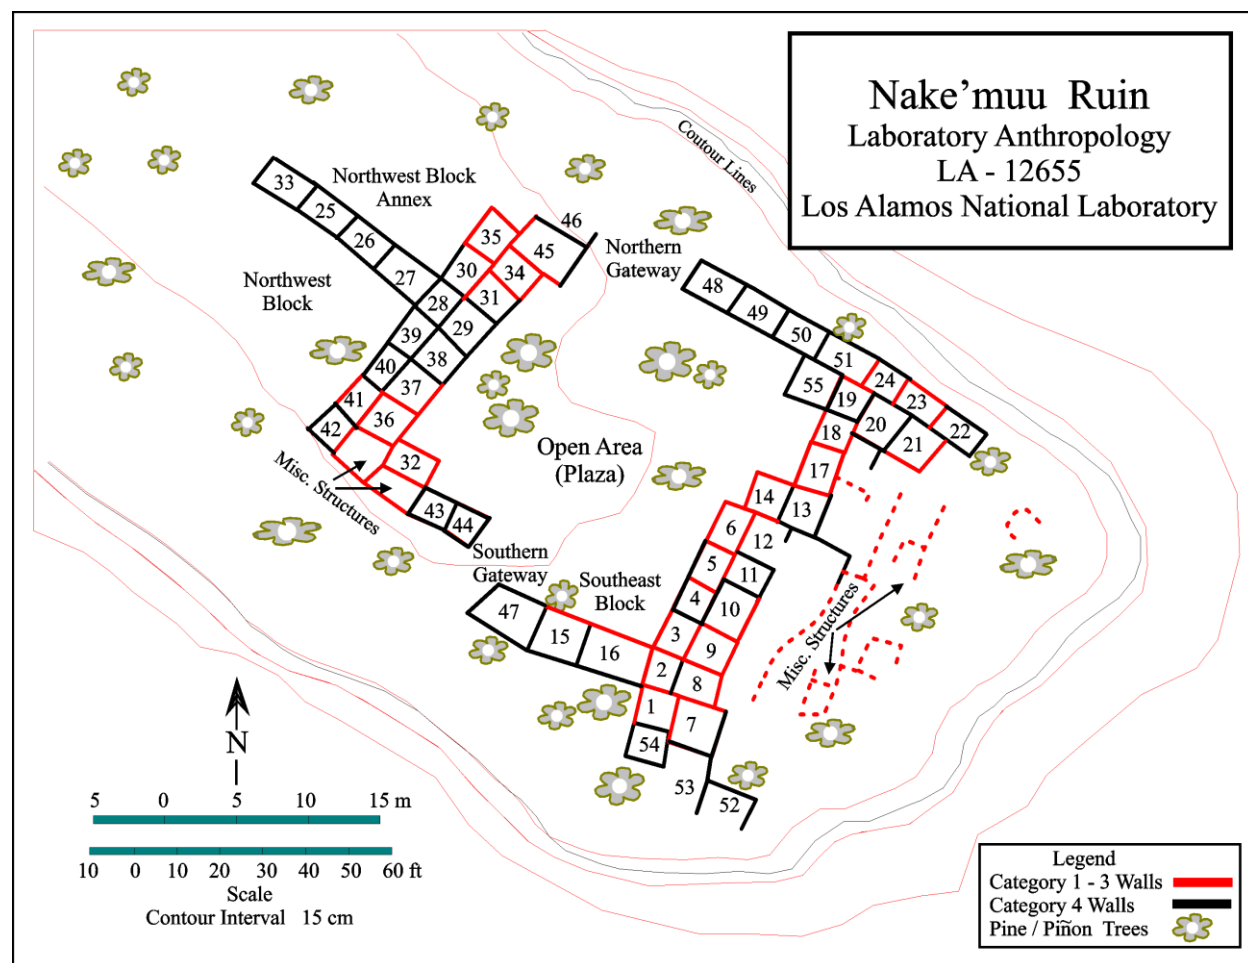 Nake’muu Ruin
Laboratory Anthropology
LA - 12655
Los Alamos National Laboratory
Coutour Lines
Northwest Block
Annex
Northwest
Block
Northern
Gateway
Open Area
(Plaza)
Misc. Structures
Southern
Gateway
Southeast
Block
Misc. Structures
33
25
26
27
28
35
46
45
30
34
31
29
39
38
40
37
41
36
42
32
43
44
48
49
50
51
24
23
22
55
19
20
21
18
17
14
13
6
12
5
11
4
10
3
9
2
8
1
7
54
53
52
47
15
16
N
5 0 5 10 15 m
10 0 10 20 30 40 50 60 ft
Scale
Contour Interval 15 cm
Legend
Category 1 - 3 Walls
Category 4 Walls
Pine / Piñon Trees